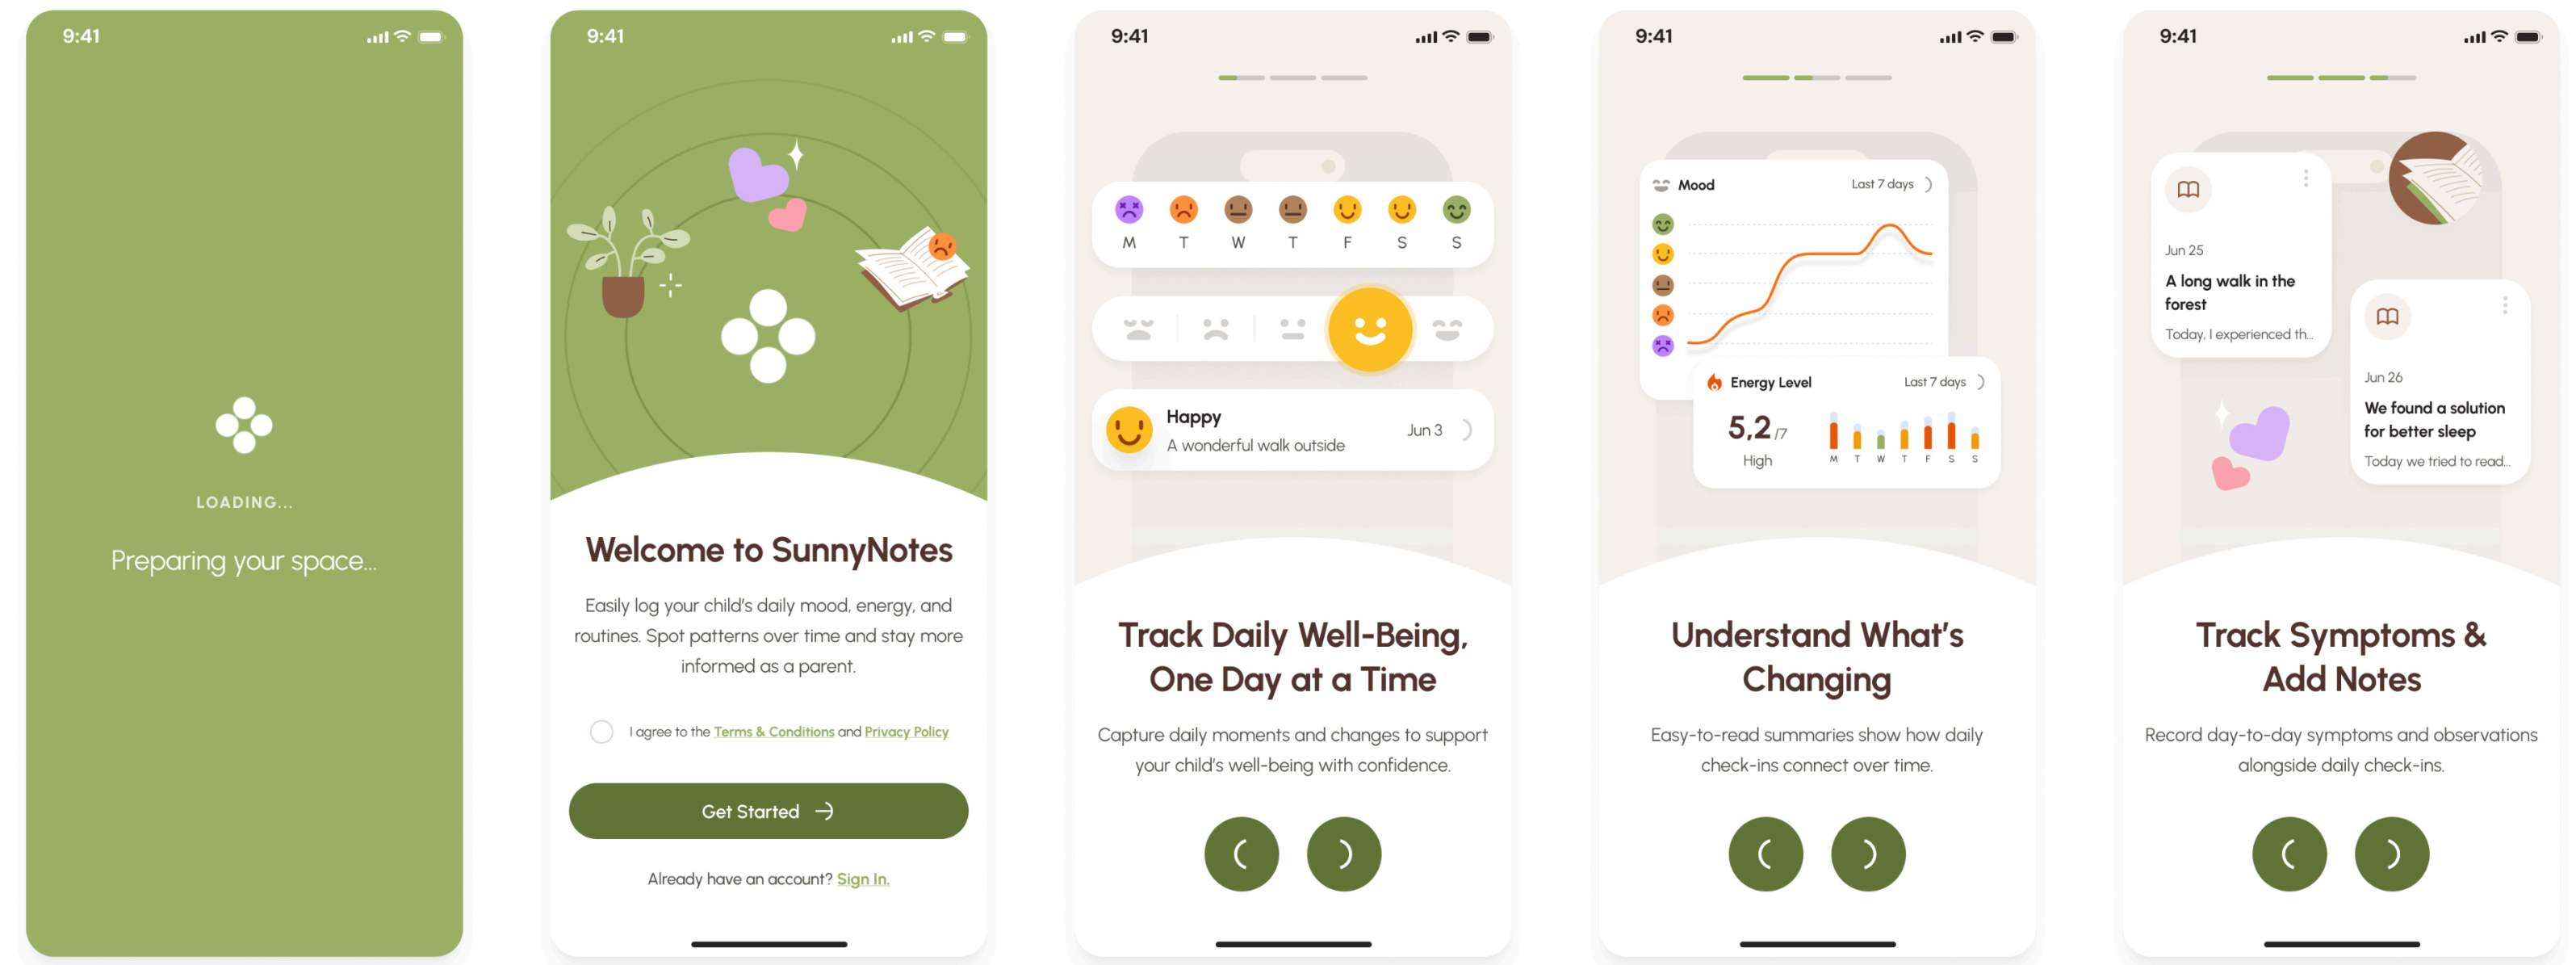 9:41
LOADING...
Preparing your space...
9:41
Welcome to SunnyNotes
Easily log your child's daily mood, energy, and
routines. Spot patterns over time and stay more
informed as a parent.
I agree to the Terms & Conditions and Privacy Policy
Get Started
Already have an account? Sign In.
9:41
M T W T F S S
Happy
A wonderful walk outside
Jun 3
Track Daily Well-Being,
One Day at a Time
Capture daily moments and changes to support
your child's well-being with confidence.
9:41
Mood
Last 7 days
Energy Level
Last 7 days
5,2 /7
High
M T W T F S S
Understand What's
Changing
Easy-to-read summaries show how daily
check-ins connect over time.
9:41
Jun 25
A long walk in the
forest
Today, I experienced th...
Jun 26
We found a solution
for better sleep
Today we tried to read...
Track Symptoms &
Add Notes
Record day-to-day symptoms and observations
alongside daily check-ins.